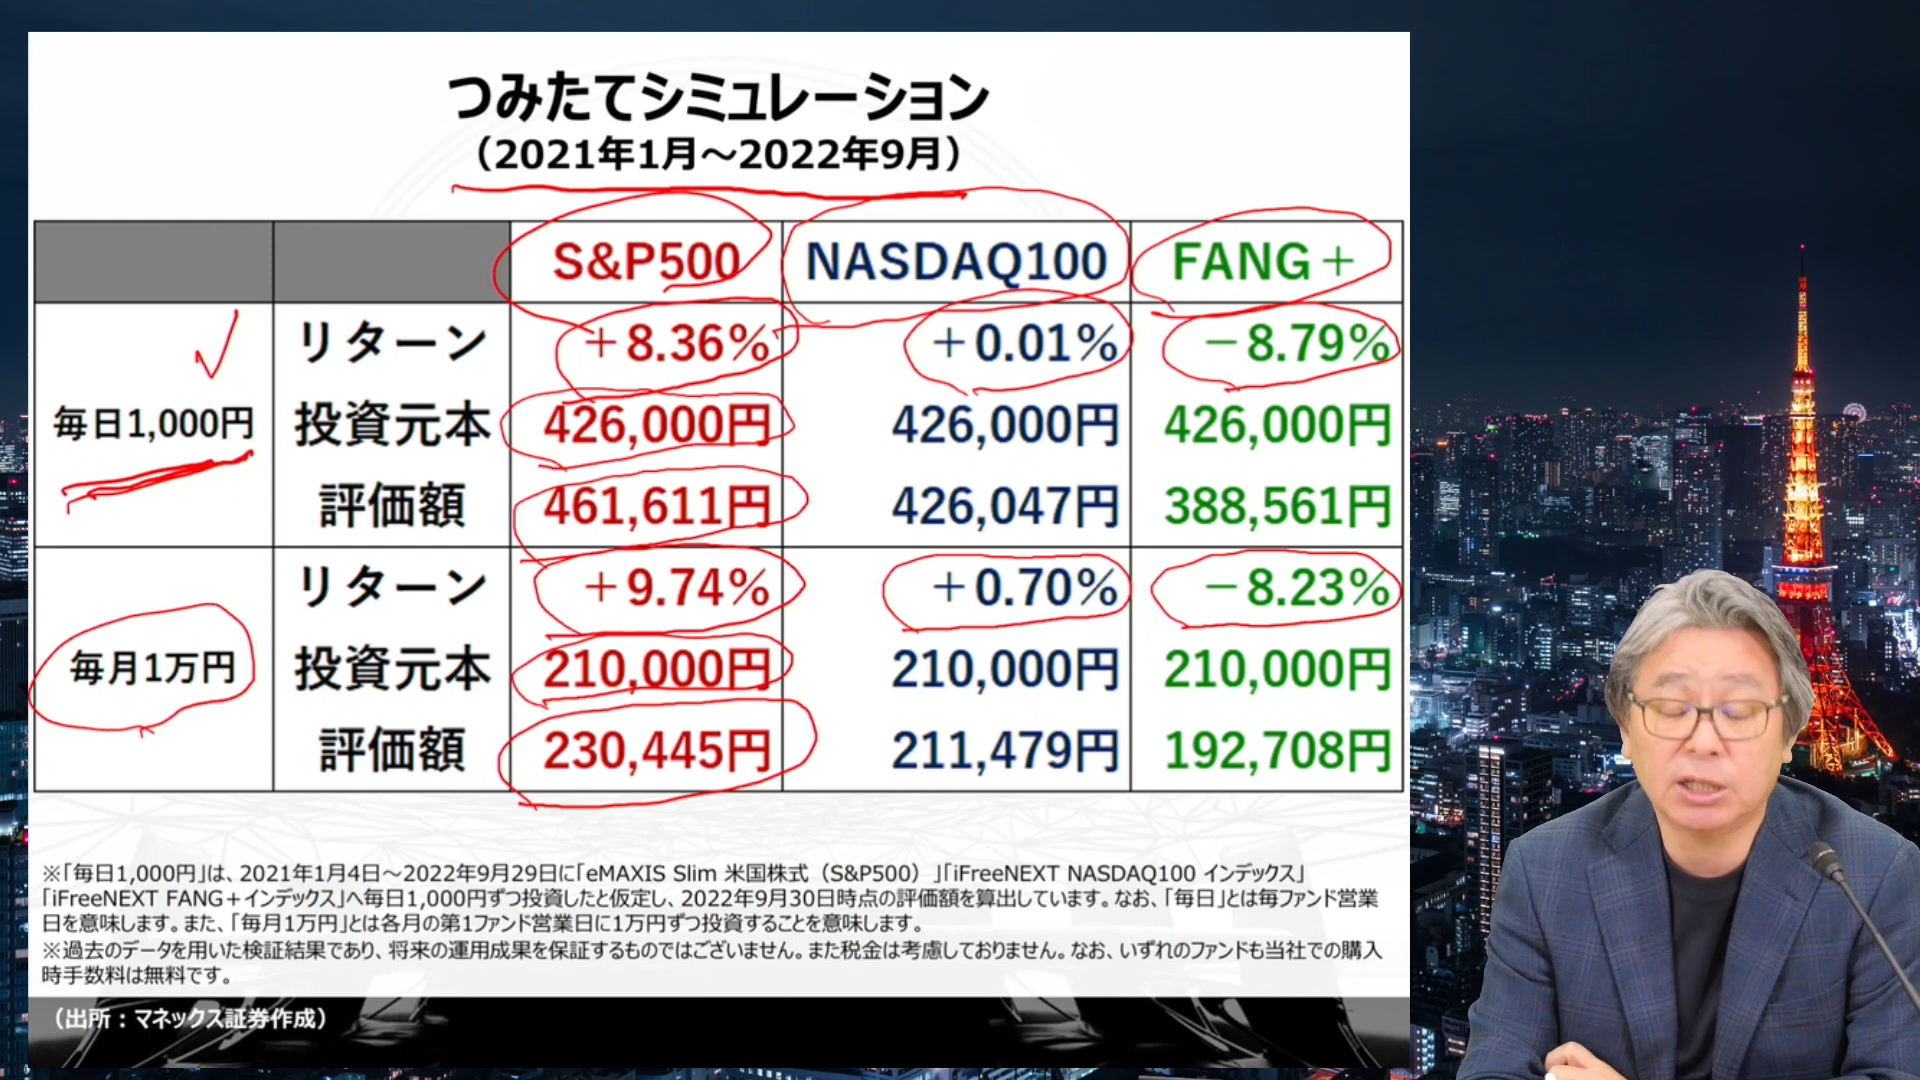 つみたてシミュレーション
（2021年1月～2022年9月）
S&P500 NASDAQ100 FANG＋
毎日1,000円
リターン ＋8.36% ＋0.01% －8.79%
投資元本 426,000円 426,000円 426,000円
評価額 461,611円 426,047円 388,561円
毎月1万円
リターン ＋9.74% ＋0.70% －8.23%
投資元本 210,000円 210,000円 210,000円
評価額 230,445円 211,479円 192,708円
※「毎日1,000円」は、2021年1月4日～2022年9月29日に「eMAXIS Slim 米国株式（S&P500）」「iFreeNEXT NASDAQ100 インデックス」
「iFreeNEXT FANG＋インデックス」へ毎日1,000円ずつ投資したと仮定し、2022年9月30日時点の評価額を算出しています。なお、「毎日」とは毎ファンド営業
日を意味します。また、「毎月1万円」とは各月の第1ファンド営業日に1万円ずつ投資することを意味します。
※過去のデータを用いた検証結果であり、将来の運用成果を保証するものではございません。また税金は考慮しておりません。なお、いずれのファンドも当社での購入
時手数料は無料です。
（出所：マネックス証券作成）